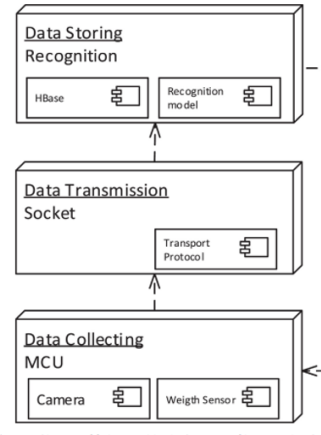 Data Storing
Recognition
HBase
Recognition
model
Data Transmission
Socket
Transport
Protocol
Data Collecting
MCU
Camera
Weigth Sensor